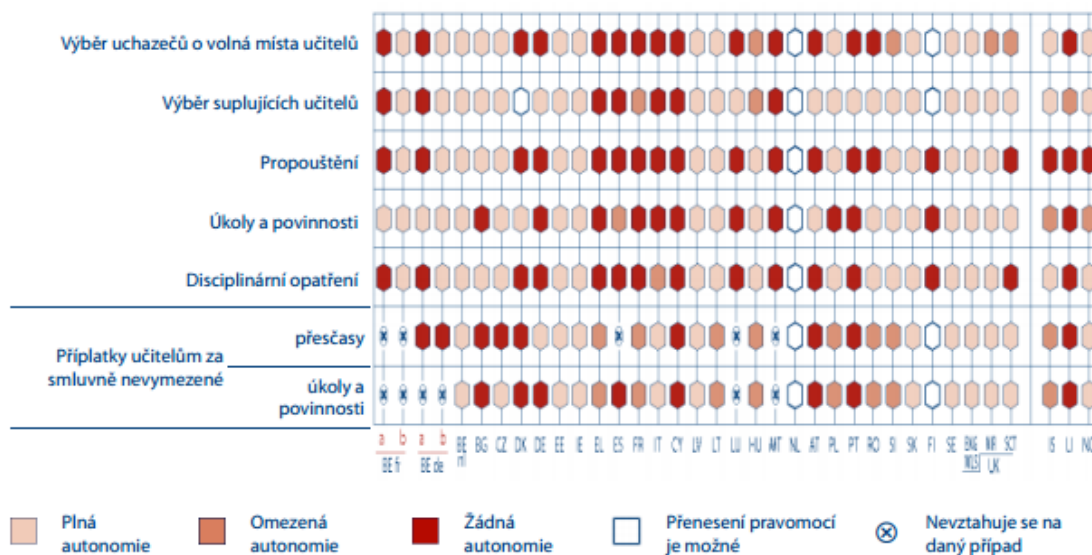 Výběr uchazečů o volná místa učitelů
Výběr suplujících učitelů
Propouštění
Úkoly a povinnosti
Disciplinární opatření
Příplatky učitelům za smluvně nevymezené
přesčasy
úkoly a povinnosti
a b a b BE nl BG CZ DK DE EE IE EL ES FR IT CY LV LT LU HU MT NL AT PL PT RO SI SK FI SE ENG NIR SCT IS LI
BE fr BE de WLS UK
Plná autonomie
Omezená autonomie
Žádná autonomie
Přenesení pravomocí je možné
Nevztahuje se na daný případ